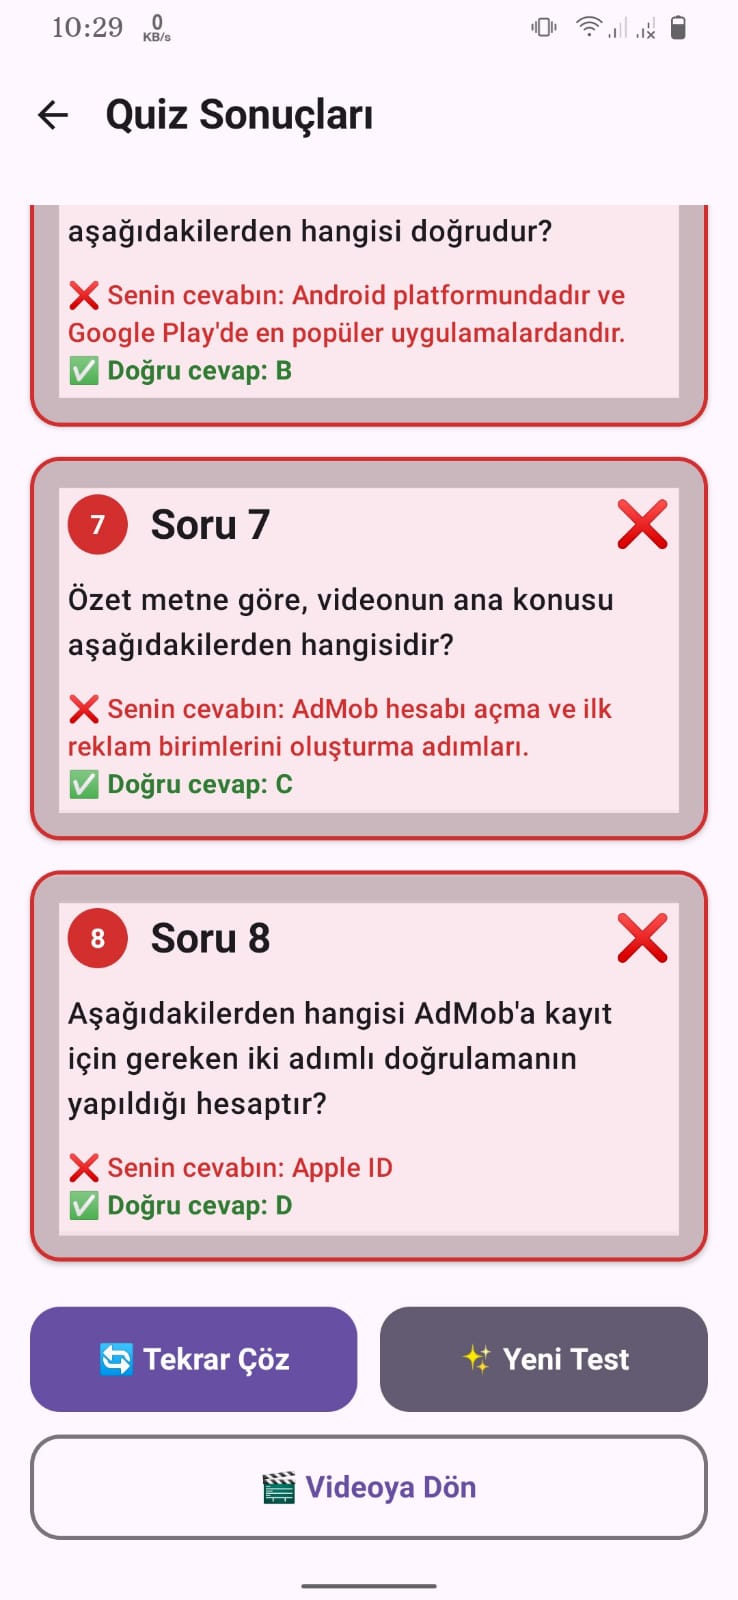 10:29 0 KB/s
Quiz Sonuçları
aşağıdakilerden hangisi doğrudur?
❌ Senin cevabın: Android platformundadır ve
Google Play'de en popüler uygulamalardandır.
✅ Doğru cevap: B
7 Soru 7 ❌
Özet metne göre, videonun ana konusu
aşağıdakilerden hangisidir?
❌ Senin cevabın: AdMob hesabı açma ve ilk
reklam birimlerini oluşturma adımları.
✅ Doğru cevap: C
8 Soru 8 ❌
Aşağıdakilerden hangisi AdMob'a kayıt
için gereken iki adımlı doğrulamanın
yapıldığı hesaptır?
❌ Senin cevabın: Apple ID
✅ Doğru cevap: D
🔄 Tekrar Çöz
✨ Yeni Test
🎬 Videoya Dön